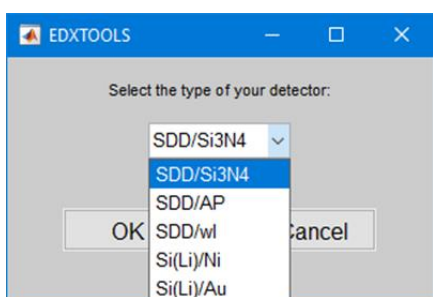 EDXTOOLS
Select the type of your detector:
SDD/Si3N4
SDD/Si3N4
SDD/AP
OK SDD/wl Cancel
Si(Li)/Ni
Si(Li)/Au